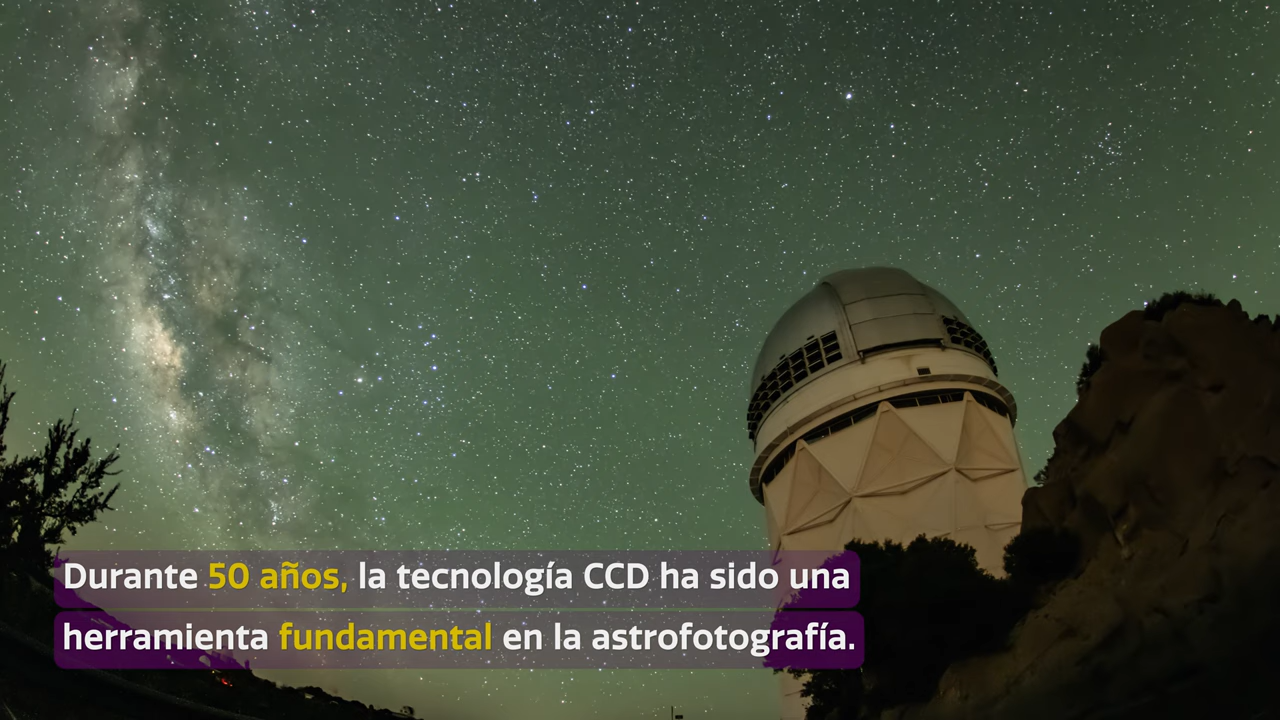 Durante 50 años, la tecnología CCD ha sido una
herramienta fundamental en la astrofotografía.